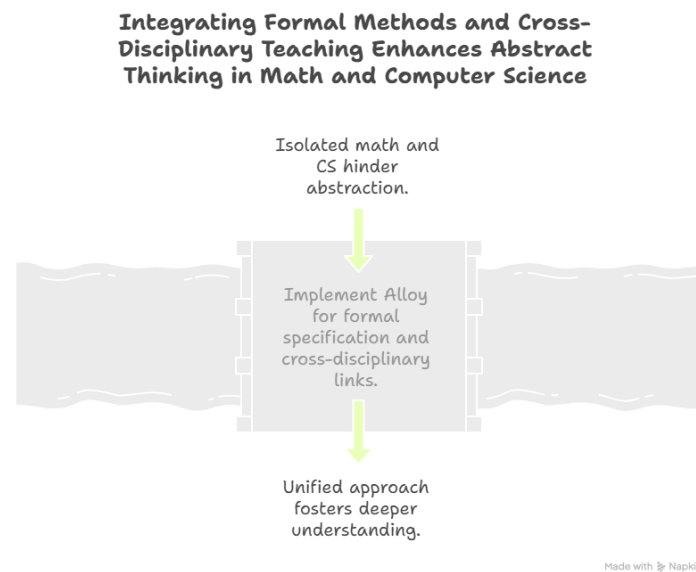 Integrating Formal Methods and Cross-
Disciplinary Teaching Enhances Abstract
Thinking in Math and Computer Science
Isolated math and
CS hinder
abstraction.
Implement Alloy
for formal
specification and
cross-disciplinary
links.
Unified approach
fosters deeper
understanding.
Made with Napki